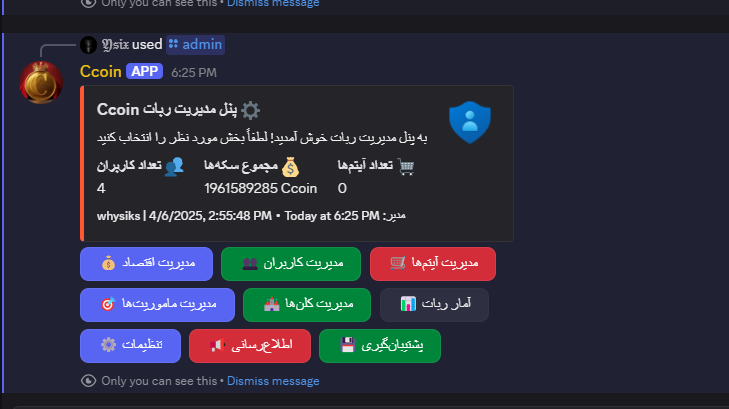 Only you can see this • Dismiss message
𝔜𝔰𝔦𝔵 used admin
Ccoin APP 6:25 PM
پنل مدیریت ربات Ccoin
به پنل مدیریت ربات خوش آمدید! لطفاً بخش مورد نظر را انتخاب کنید
تعداد کاربران مجموع سکه‌ها تعداد آیتم‌ها
4 1961589285 Ccoin 0
مدیر: whysiks | 4/6/2025, 2:55:48 PM • Today at 6:25 PM
مدیریت اقتصاد مدیریت کاربران مدیریت آیتم‌ها
مدیریت ماموریت‌ها مدیریت کلن‌ها آمار ربات
تنظیمات اطلاع‌رسانی پشتیبان‌گیری
Only you can see this • Dismiss message